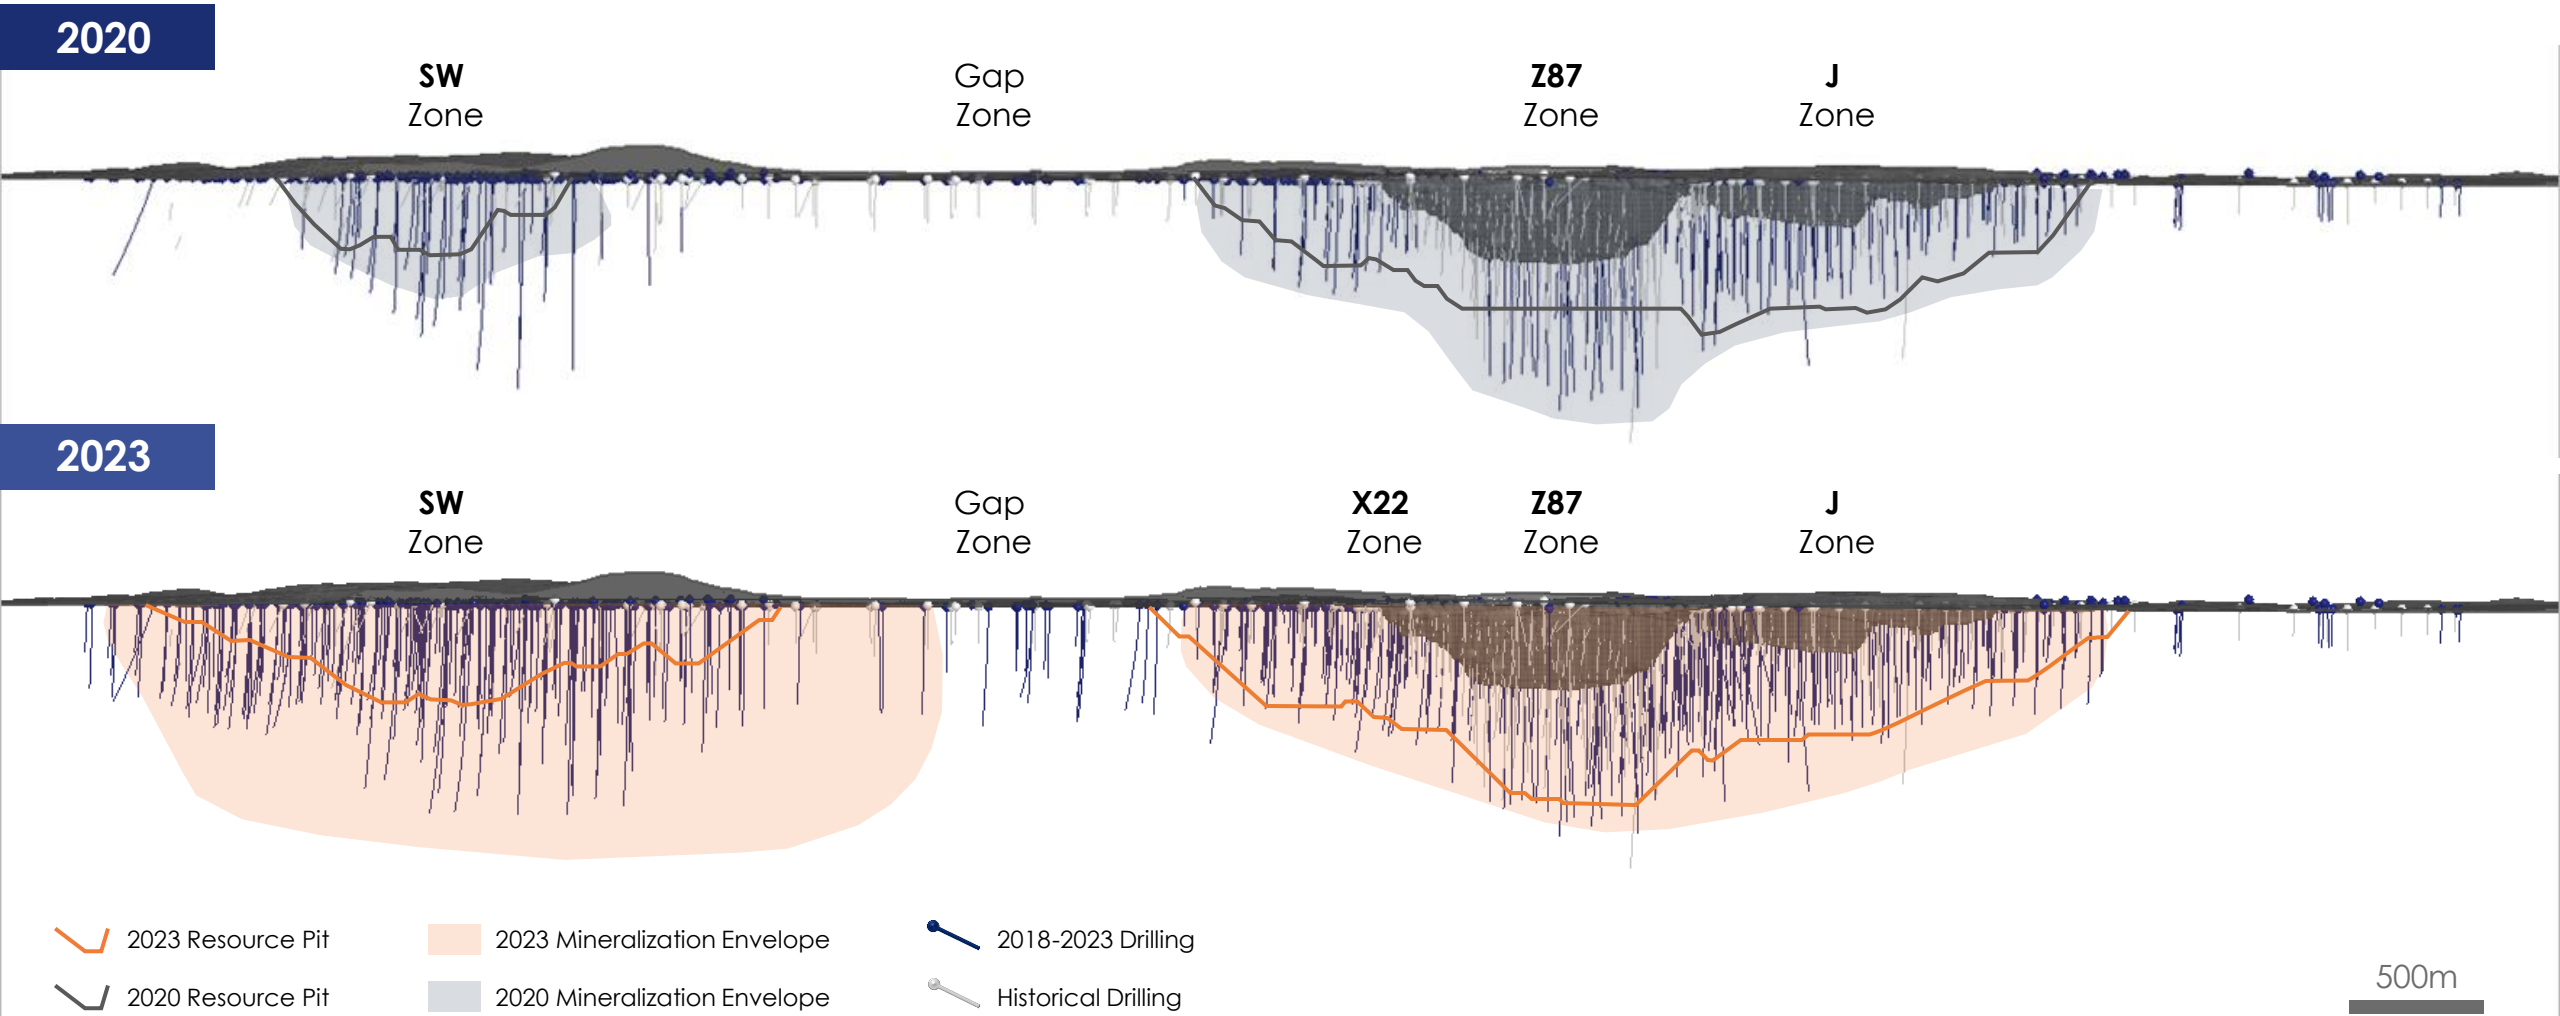 2020
SW
Zone
Gap
Zone
Z87
Zone
J
Zone
2023
SW
Zone
Gap
Zone
X22
Zone
Z87
Zone
J
Zone
2023 Resource Pit
2023 Mineralization Envelope
2018-2023 Drilling
2020 Resource Pit
2020 Mineralization Envelope
Historical Drilling
500m